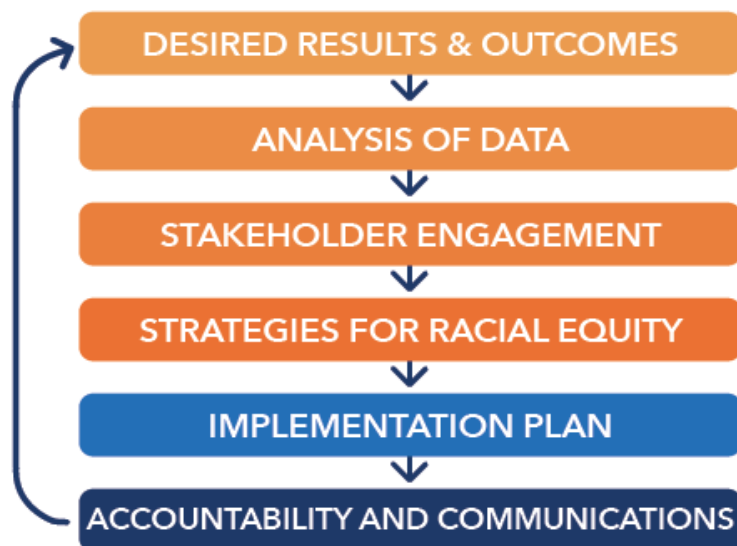 DESIRED RESULTS & OUTCOMES
ANALYSIS OF DATA
STAKEHOLDER ENGAGEMENT
STRATEGIES FOR RACIAL EQUITY
IMPLEMENTATION PLAN
ACCOUNTABILITY AND COMMUNICATIONS